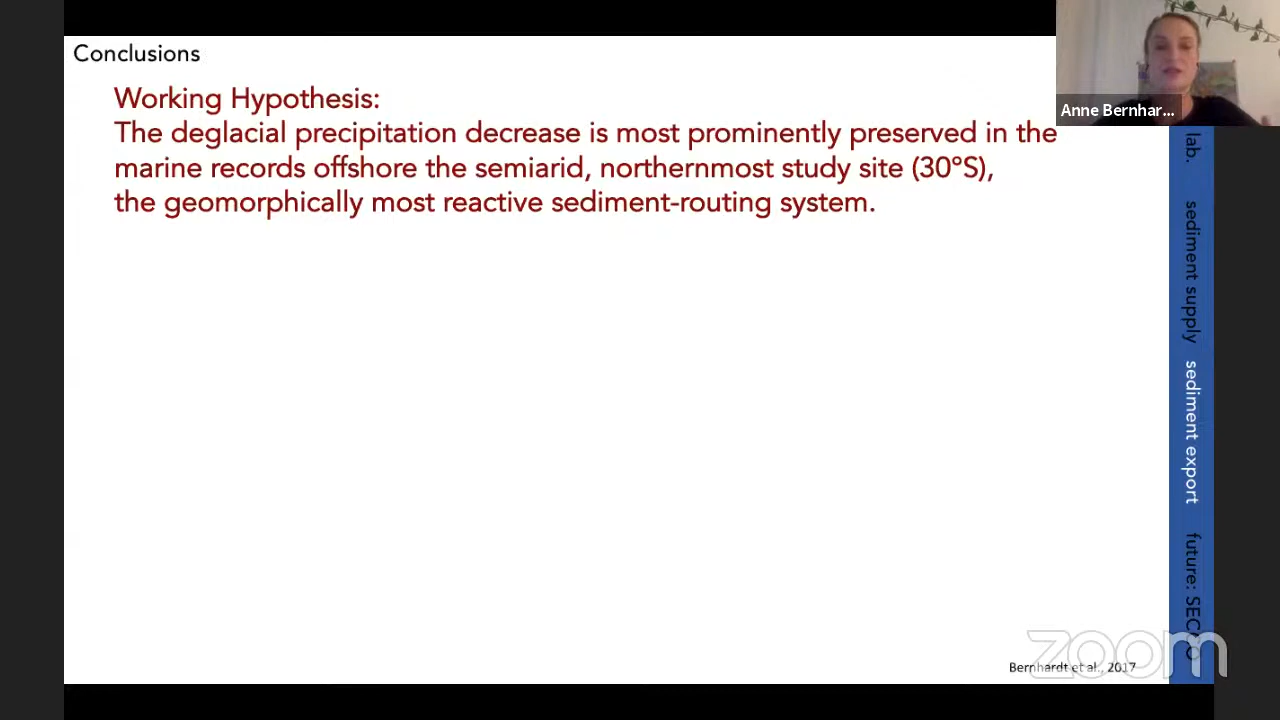 Conclusions
Working Hypothesis:
The deglacial precipitation decrease is most prominently preserved in the
marine records offshore the semiarid, northernmost study site (30°S),
the geomorphically most reactive sediment-routing system.
Anne Bernhar...
lab.
sediment supply
sediment export
future:
zoom
Bernhardt et al., 2017